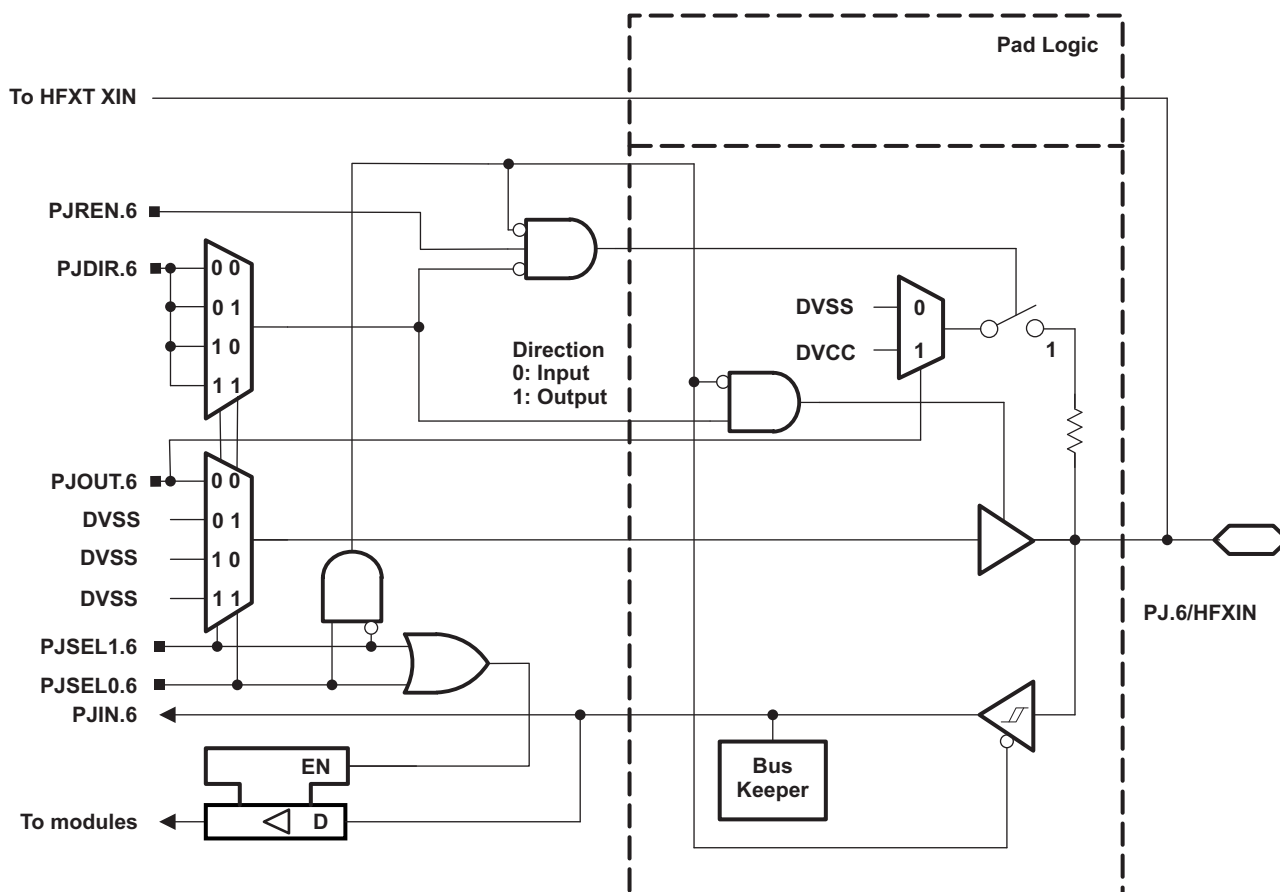 Pad Logic
To HFXT XIN
PJREN.6
PJDIR.6
0 0
0 1
1 0
1 1
DVSS
0
DVCC
1
1
Direction
0: Input
1: Output
PJOUT.6
0 0
DVSS
0 1
DVSS
1 0
DVSS
1 1
PJ.6/HFXIN
PJSEL1.6
PJSEL0.6
PJIN.6
EN
Bus
Keeper
To modules
D